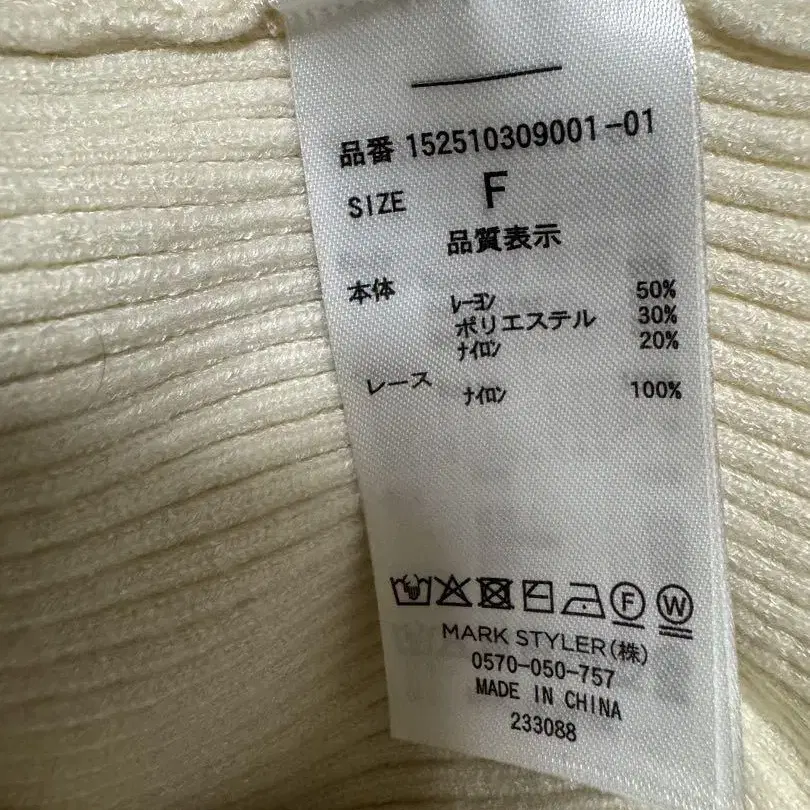 品番 152510309001-01
SIZE F
品質表示
本体 ﾚｰﾖﾝ 50%
ポリエステル 30%
ﾅｲﾛﾝ 20%
レース ﾅｲﾛﾝ 100%
F W
MARK STYLER(株)
0570-050-757
MADE IN CHINA
233088